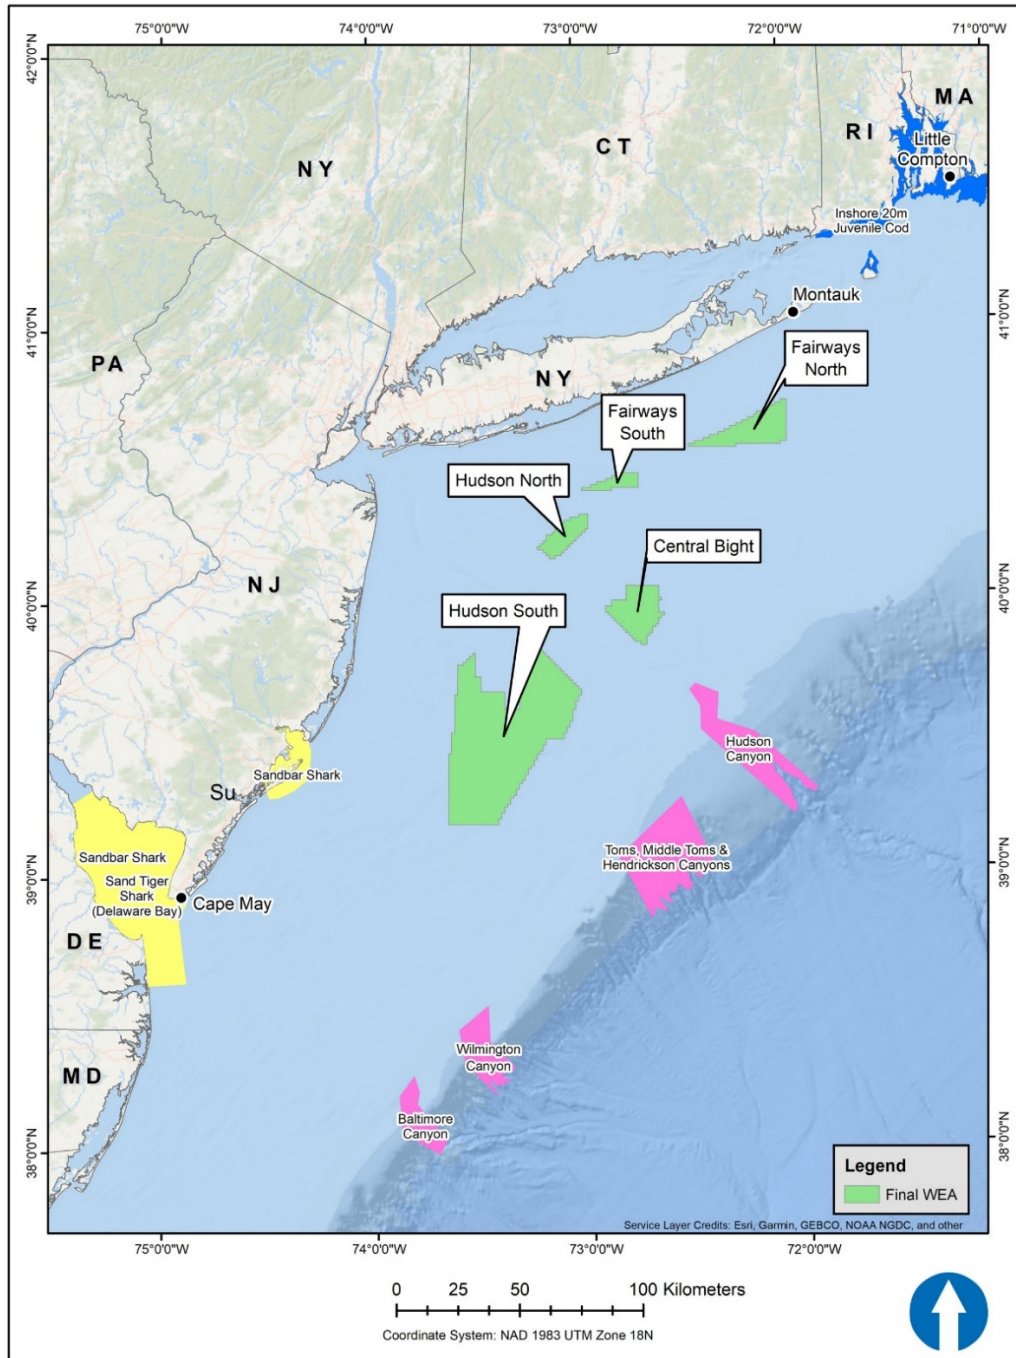 75°0'0"W
74°0'0"W
73°0'0"W
72°0'0"W
71°0'0"W
42°0'0"N
42°0'0"N
MA
RI
Little
Compton
CT
NY
Inshore 20m
Juvenile Cod
Montauk
41°0'0"N
41°0'0"N
Fairways
North
PA
NY
Fairways
South
Hudson North
Central Bight
NJ
40°0'0"N
40°0'0"N
Hudson South
Hudson
Canyon
Sandbar Shark
Su
Toms, Middle Toms &
Hendrickson Canyons
Sandbar Shark
39°0'0"N
39°0'0"N
Sand Tiger
Shark
(Delaware Bay)
Cape May
DE
Wilmington
Canyon
MD
Baltimore
Canyon
38°0'0"N
38°0'0"N
Legend
Final WEA
Service Layer Credits: Esri, Garmin, GEBCO, NOAA NGDC, and other
75°0'0"W
74°0'0"W
73°0'0"W
72°0'0"W
0 25 50 100 Kilometers
Coordinate System: NAD 1983 UTM Zone 18N